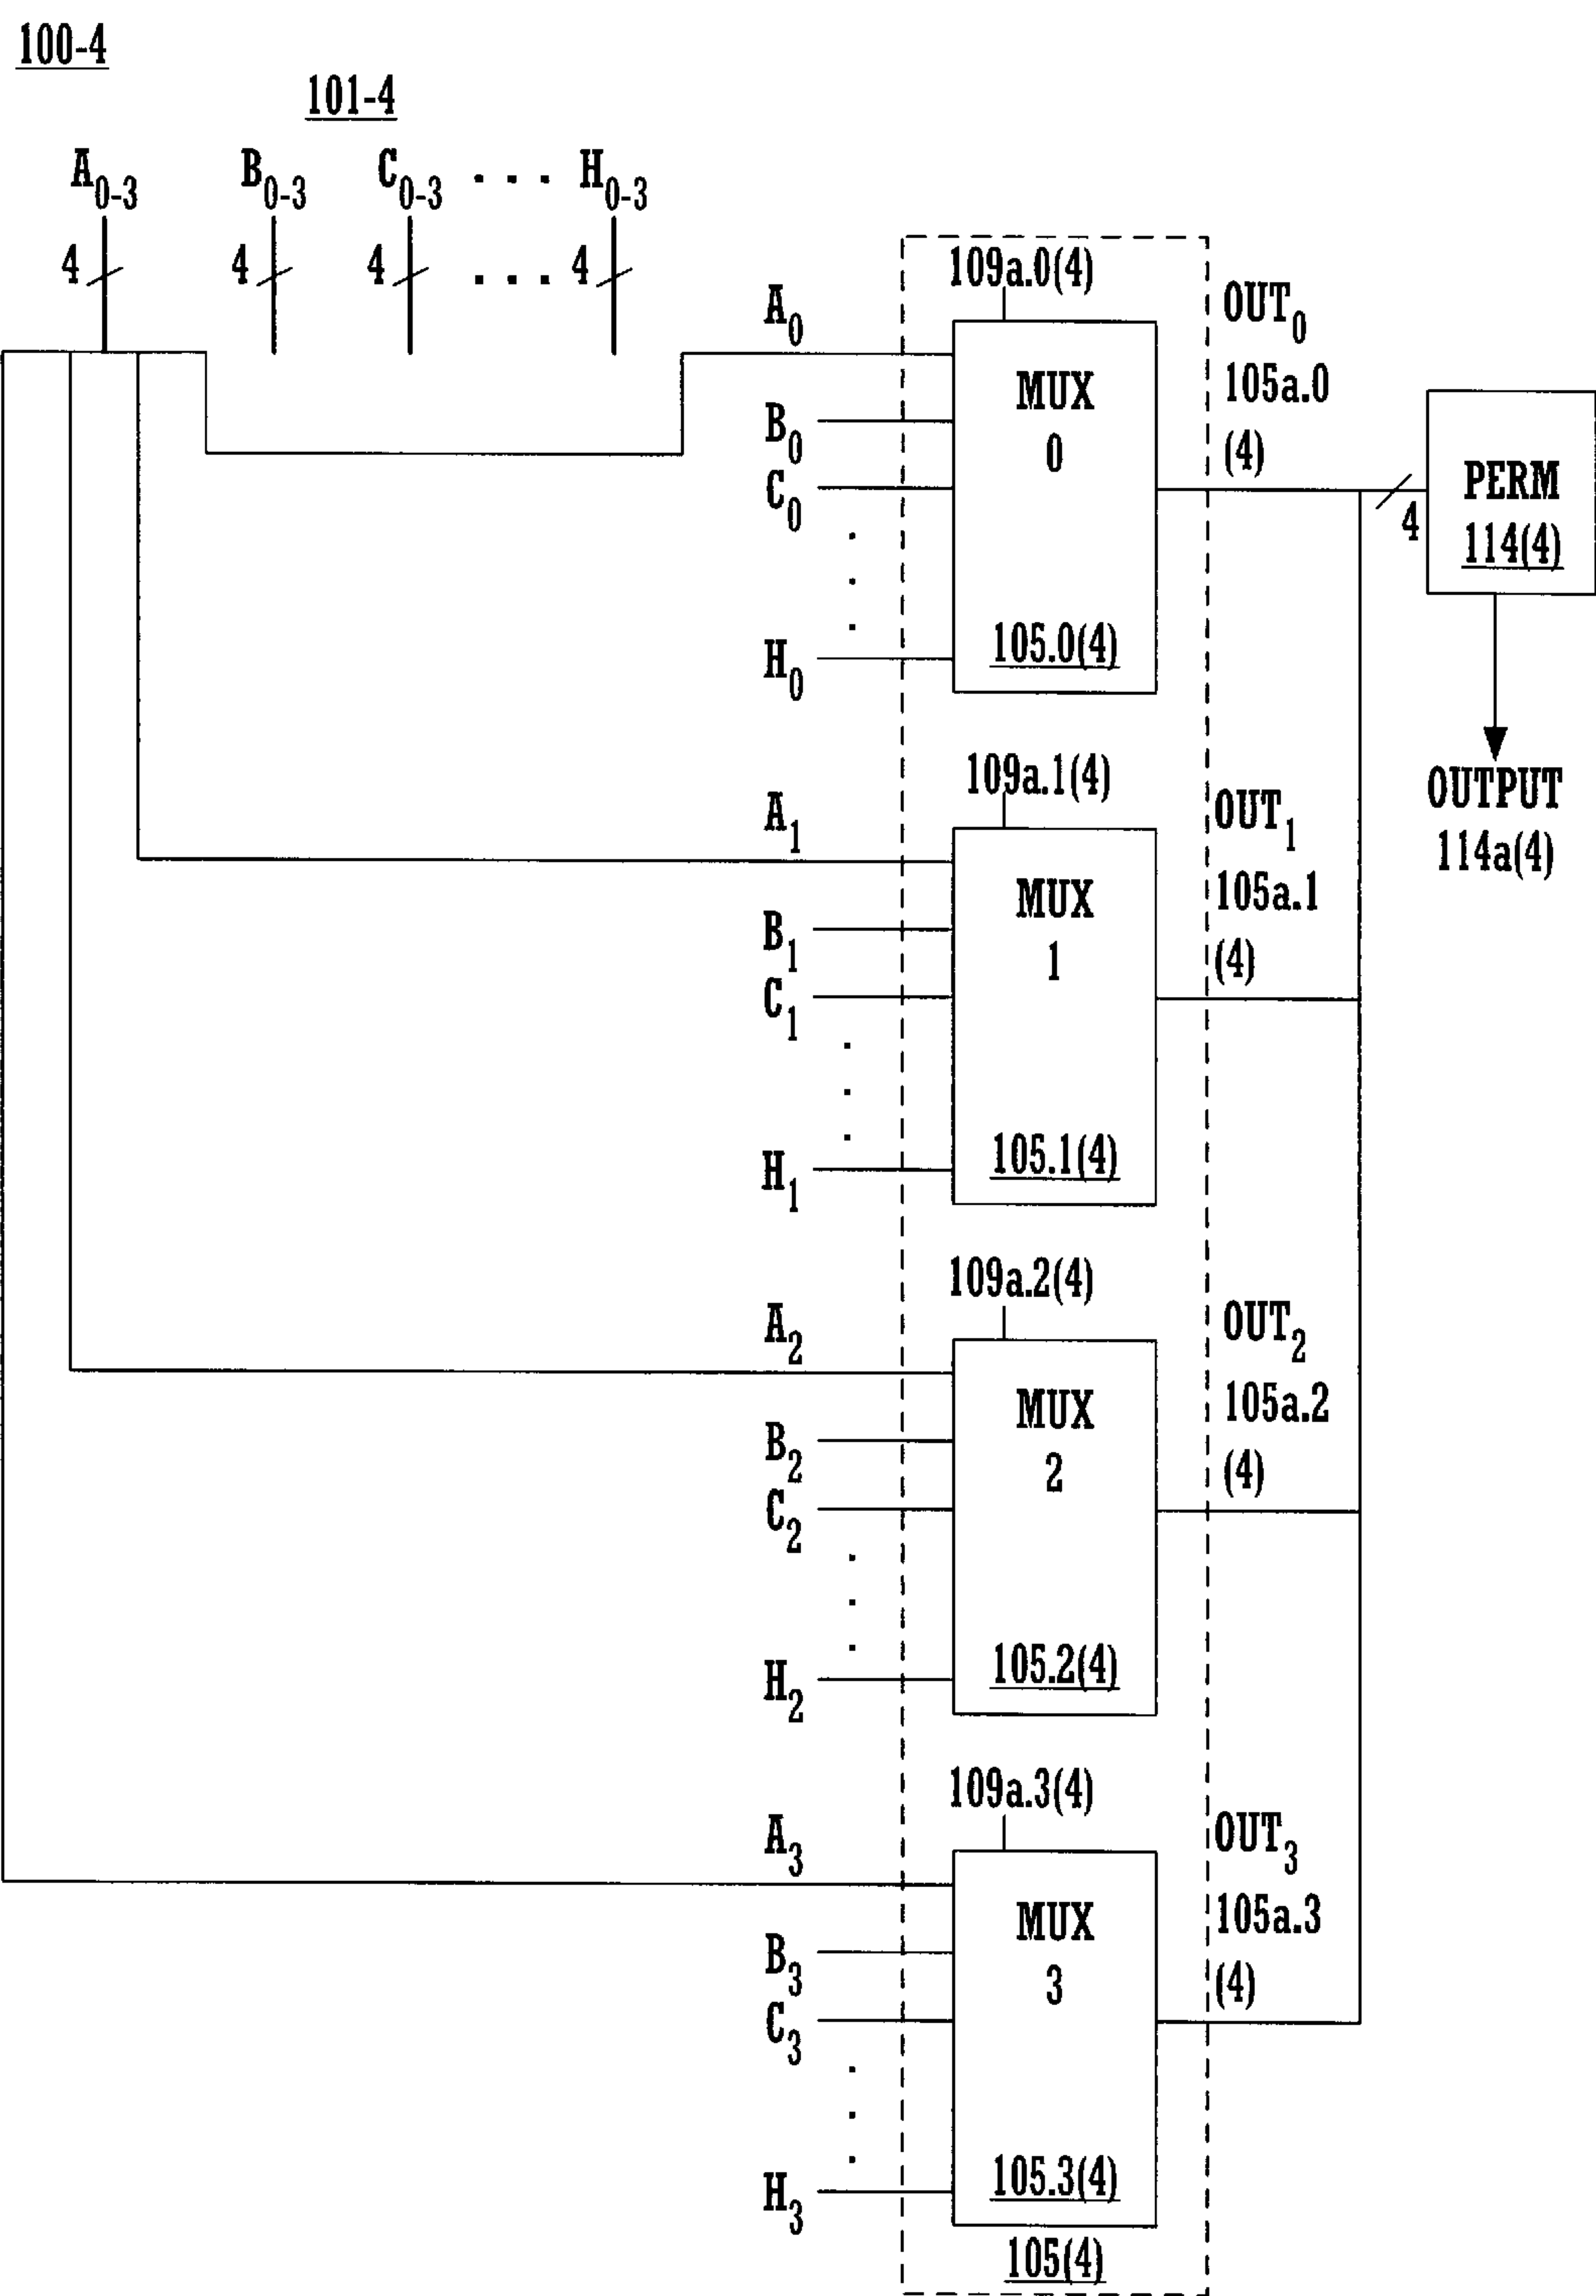 100-4
101-4
A0-3 B0-3 C0-3 . . . H0-3
4 4 4 . . . 4
109a.0(4)
A0
B0
C0
.
.
.
H0
MUX
0
105.0(4)
OUT0
105a.0
(4)
4
PERM
114(4)
OUTPUT
114a(4)
109a.1(4)
A1
B1
C1
.
.
.
H1
MUX
1
105.1(4)
OUT1
105a.1
(4)
109a.2(4)
A2
B2
C2
.
.
.
H2
MUX
2
105.2(4)
OUT2
105a.2
(4)
109a.3(4)
A3
B3
C3
.
.
.
H3
MUX
3
105.3(4)
OUT3
105a.3
(4)
105(4)